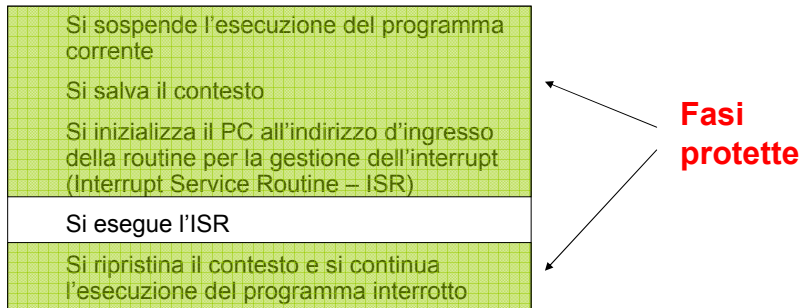 Si sospende l'esecuzione del programma
corrente
Si salva il contesto
Si inizializza il PC all'indirizzo d'ingresso
della routine per la gestione dell'interrupt
(Interrupt Service Routine – ISR)
Si esegue l'ISR
Si ripristina il contesto e si continua
l'esecuzione del programma interrotto
Fasi
protette